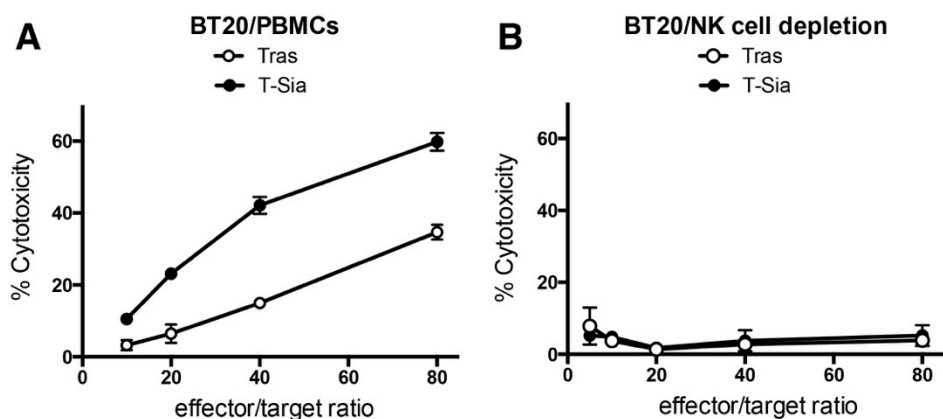 A
BT20/PBMCs
Tras
T-Sia
% Cytotoxicity
60
40
20
0
0 20 40 60 80
effector/target ratio
B
BT20/NK cell depletion
Tras
T-Sia
% Cytotoxicity
60
40
20
0
0 20 40 60 80
effector/target ratio